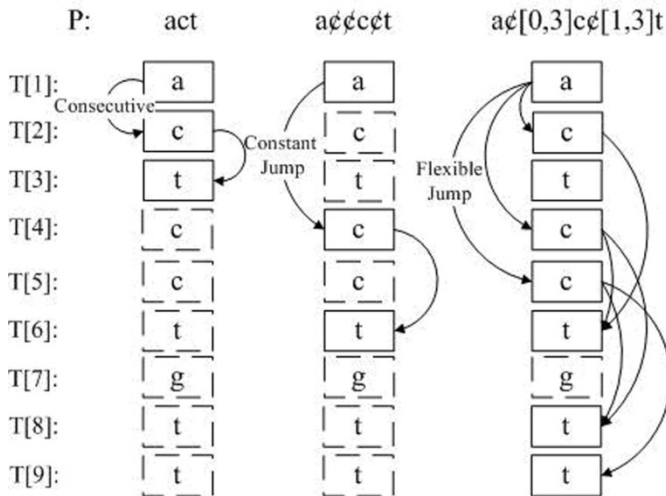 P: act a¢¢c¢t a¢[0,3]c¢[1,3]t
T[1]: a a a
Consecutive
T[2]: c c c
Constant
Jump
Flexible
Jump
T[3]: t t t
T[4]: c c c
T[5]: c c c
T[6]: t t t
T[7]: g g g
T[8]: t t t
T[9]: t t t